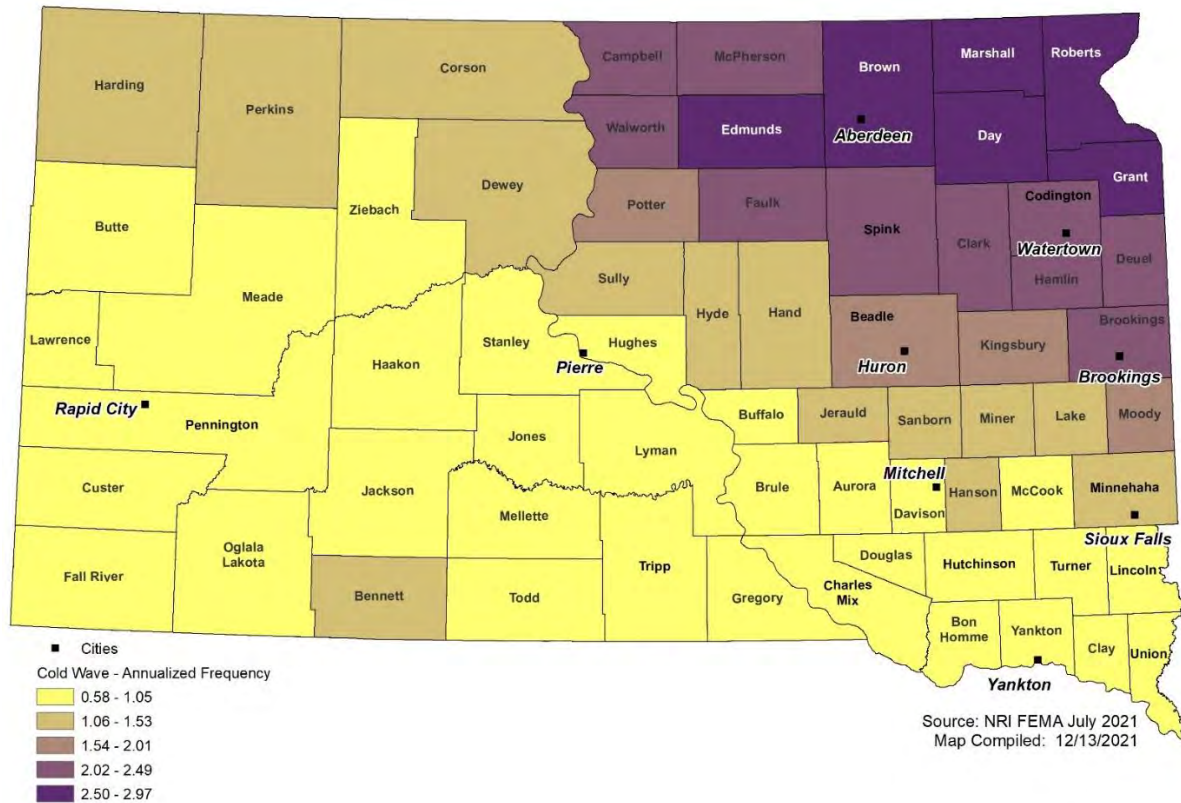 Harding
Perkins
Corson
Campbell
McPherson
Brown
Marshall
Roberts
Walworth
Edmunds
Aberdeen
Day
Grant
Butte
Ziebach
Dewey
Potter
Faulk
Spink
Clark
Codington
Watertown
Hamlin
Deuel
Meade
Sully
Hyde
Hand
Beadle
Huron
Kingsbury
Brookings
Brookings
Lawrence
Haakon
Stanley
Hughes
Pierre
Rapid City
Pennington
Jones
Lyman
Buffalo
Jerauld
Sanborn
Miner
Lake
Moody
Custer
Jackson
Mellette
Brule
Aurora
Mitchell
Davison
Hanson
McCook
Minnehaha
Sioux Falls
Fall River
Oglala
Lakota
Bennett
Todd
Tripp
Gregory
Charles
Mix
Douglas
Hutchinson
Turner
Lincoln
Bon
Homme
Yankton
Clay
Union
Yankton
Cities
Cold Wave - Annualized Frequency
0.58 - 1.05
1.06 - 1.53
1.54 - 2.01
2.02 - 2.49
2.50 - 2.97
Source: NRI FEMA July 2021
Map Compiled: 12/13/2021